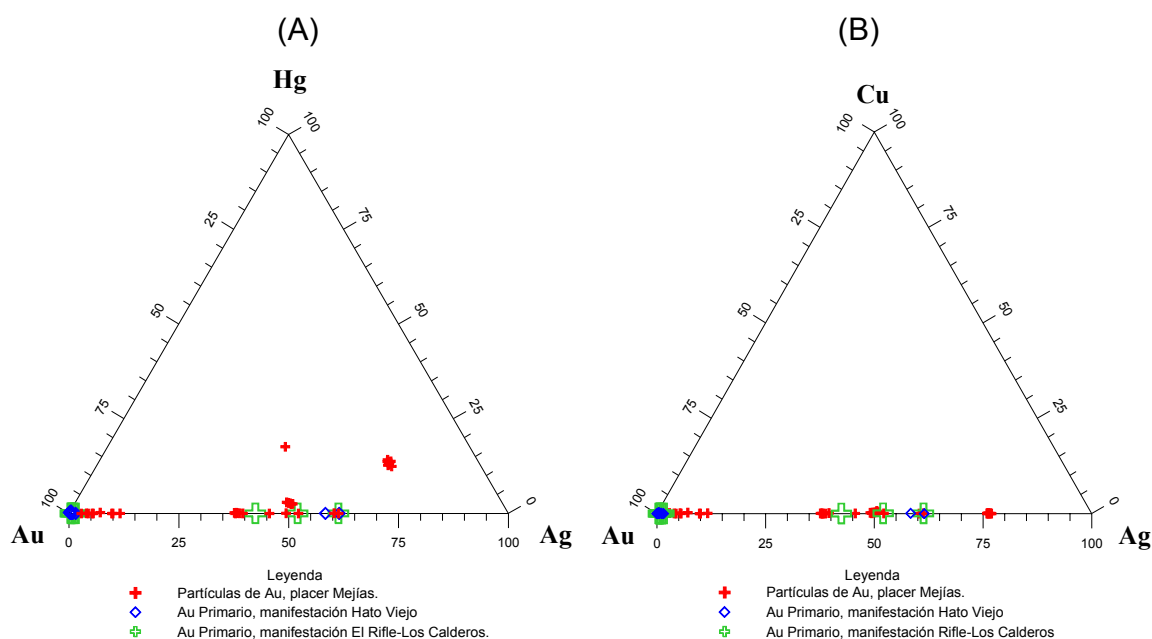 (A)
Hg
100
100
25
75
50
50
75
25
100
0
Au
Ag
0
25
50
75
100
Leyenda
Partículas de Au, placer Mejías.
Au Primario, manifestación Hato Viejo
Au Primario, manifestación El Rifle-Los Calderos.
(B)
Cu
100
100
25
75
50
50
75
25
100
0
Au
Ag
0
25
50
75
100
Leyenda
Partículas de Au, placer Mejías.
Au Primario, manifestación Hato Viejo
Au Primario, manifestación Rifle-Los Calderos